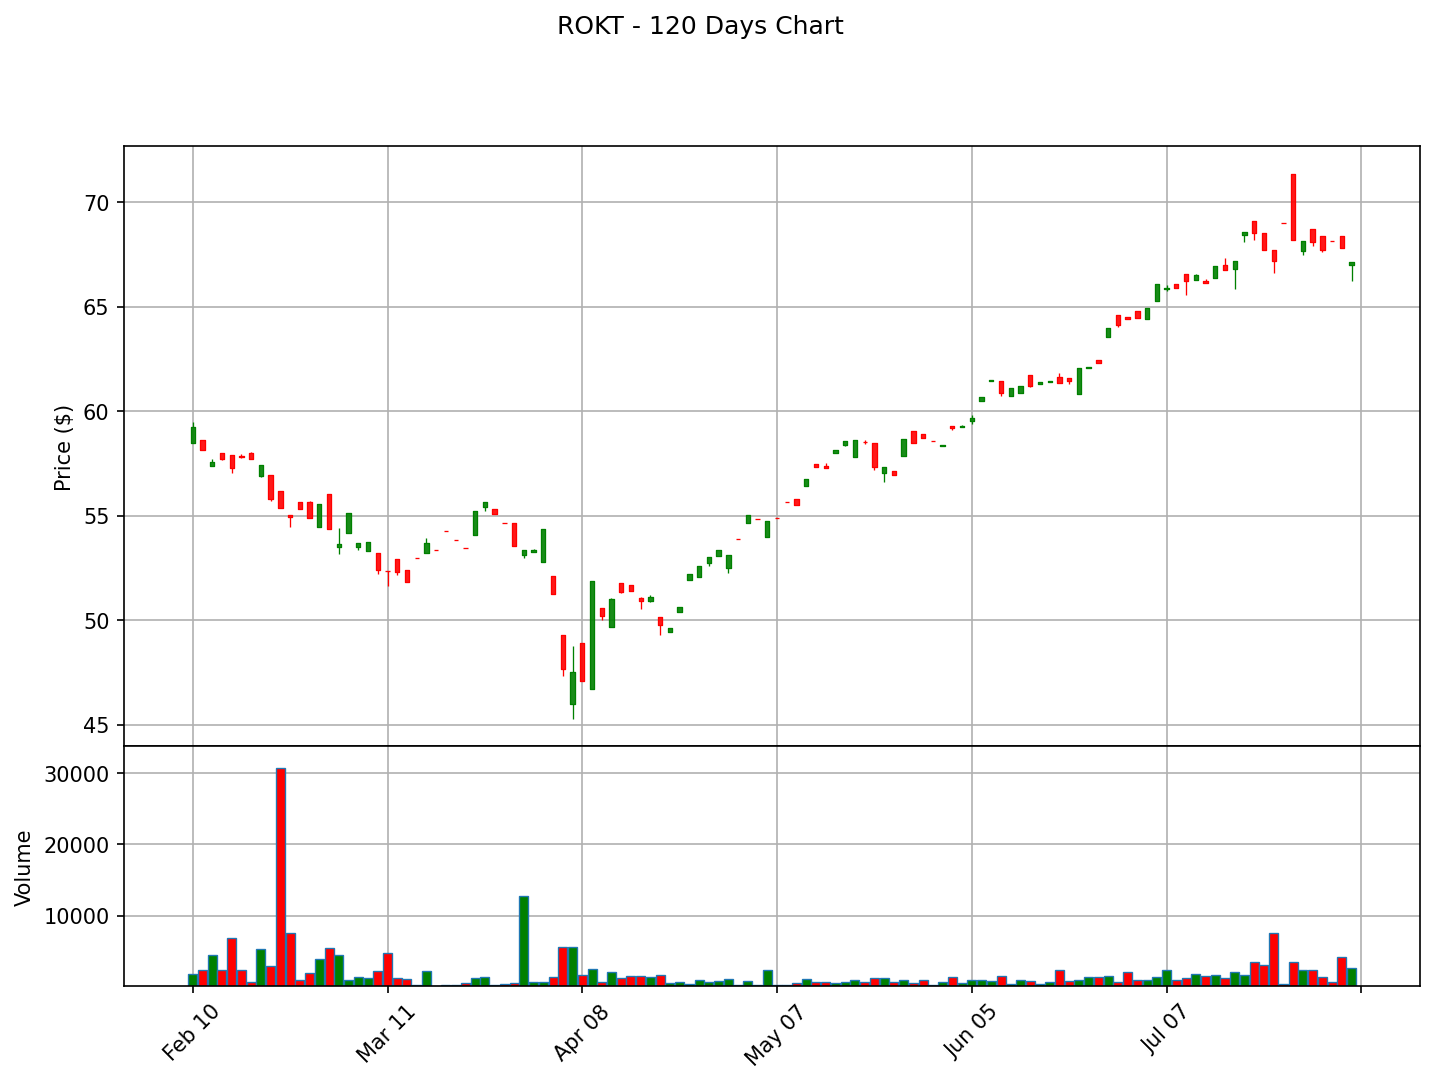 ROKT - 120 Days Chart
Price ($)
70
65
60
55
50
45
Volume
30000
20000
10000
Feb 10
Mar 11
Apr 08
May 07
Jun 05
Jul 07